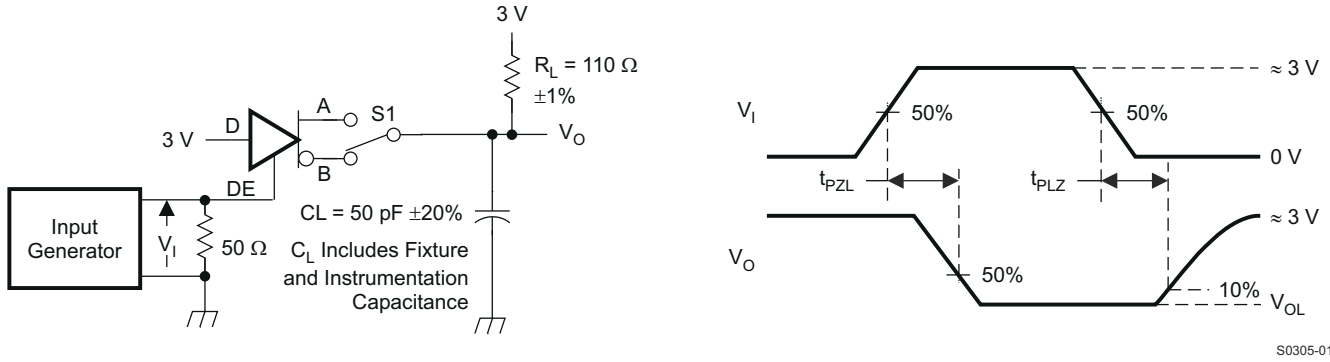 3 V
R_L = 110 Ω
±1%
A
S1
3 V
D
V_O
B
DE
Input
Generator
V_I
50 Ω
CL = 50 pF ±20%
C_L Includes Fixture
and Instrumentation
Capacitance
V_I
50%
50%
≈ 3 V
0 V
t_PZL
t_PLZ
V_O
50%
≈ 3 V
10%
V_OL
S0305-01